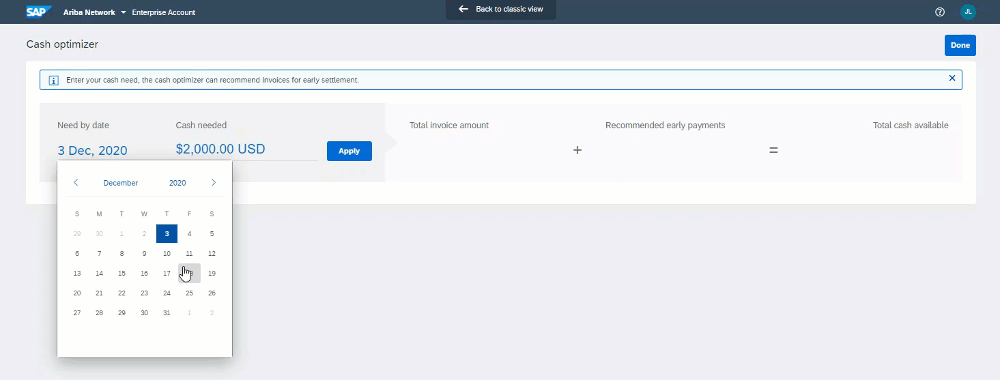 SAP Ariba Network Enterprise Account Back to classic view JL
Cash optimizer Done
Enter your cash need, the cash optimizer can recommend Invoices for early settlement.
Need by date Cash needed Total invoice amount Recommended early payments Total cash available
3 Dec, 2020 $2,000.00 USD Apply + =
December 2020
S M T W T F S
29 30 1 2 3 4 5
6 7 8 9 10 11 12
13 14 15 16 17 19
20 21 22 23 24 25 26
27 28 29 30 31 1 2